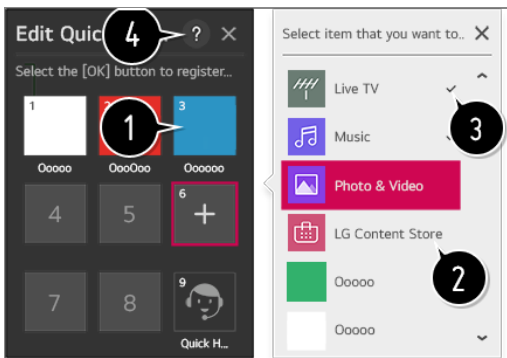 Edit Quic
4
?
Select the [OK] button to register...
1
2
3
1
Ooooo
OooOoo
Oooooo
4
5
6
7
8
9
Quick H...
Select item that you want to..
Live TV
3
Music
Photo & Video
LG Content Store
2
Ooooo
Ooooo